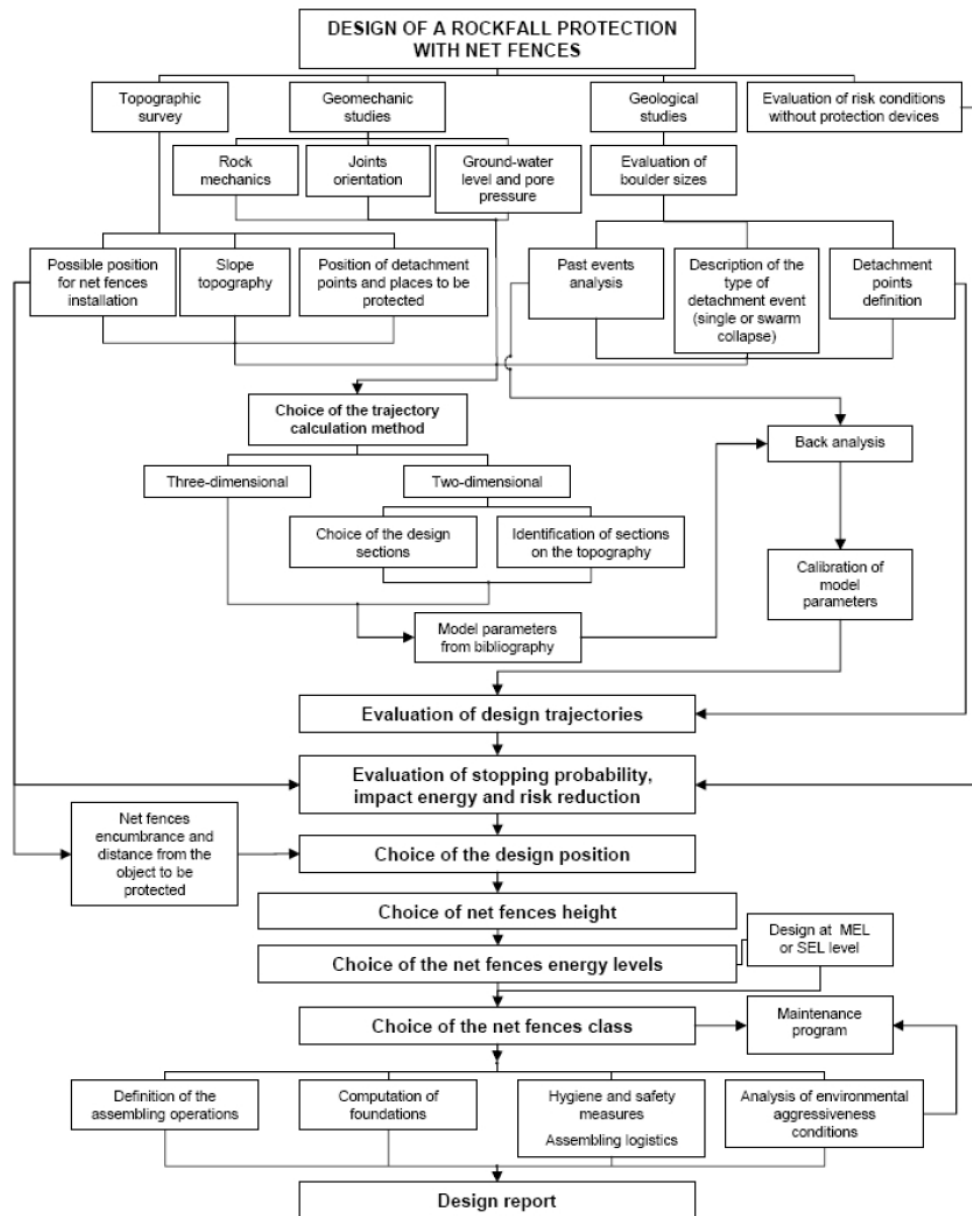 DESIGN OF A ROCKFALL PROTECTION
WITH NET FENCES
Topographic
survey
Geomechanic
studies
Geological
studies
Evaluation of risk conditions
without protection devices
Rock
mechanics
Joints
orientation
Ground-water
level and pore
pressure
Evaluation of
boulder sizes
Possible position
for net fences
installation
Slope
topography
Position of detachment
points and places to be
protected
Past events
analysis
Description of the
type of
detachment event
(single or swarm
collapse)
Detachment
points
definition
Choice of the trajectory
calculation method
Back analysis
Three-dimensional
Two-dimensional
Choice of the design
sections
Identification of sections
on the topography
Calibration of
model
parameters
Model parameters
from bibliography
Evaluation of design trajectories
Evaluation of stopping probability,
impact energy and risk reduction
Net fences
encumbrance and
distance from the
object to be
protected
Choice of the design position
Choice of net fences height
Design at MEL
or SEL level
Choice of the net fences energy levels
Choice of the net fences class
Maintenance
program
Definition of the
assembling operations
Computation of
foundations
Hygiene and safety
measures
Assembling logistics
Analysis of environmental
aggressiveness
conditions
Design report